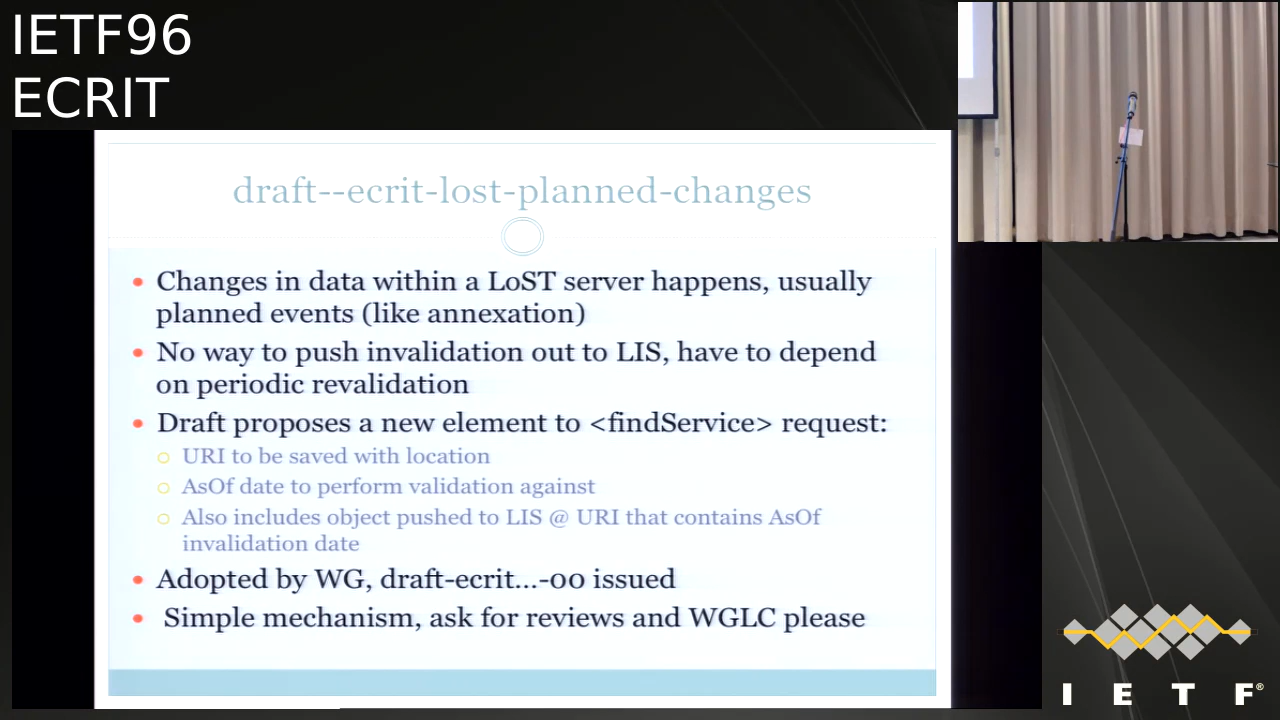 IETF96
ECRIT
draft--ecrit-lost-planned-changes
• Changes in data within a LoST server happens, usually
planned events (like annexation)
• No way to push invalidation out to LIS, have to depend
on periodic revalidation
• Draft proposes a new element to <findService> request:
○ URI to be saved with location
○ AsOf date to perform validation against
○ Also includes object pushed to LIS @ URI that contains AsOf
invalidation date
• Adopted by WG, draft-ecrit...-00 issued
• Simple mechanism, ask for reviews and WGLC please
I E T F®